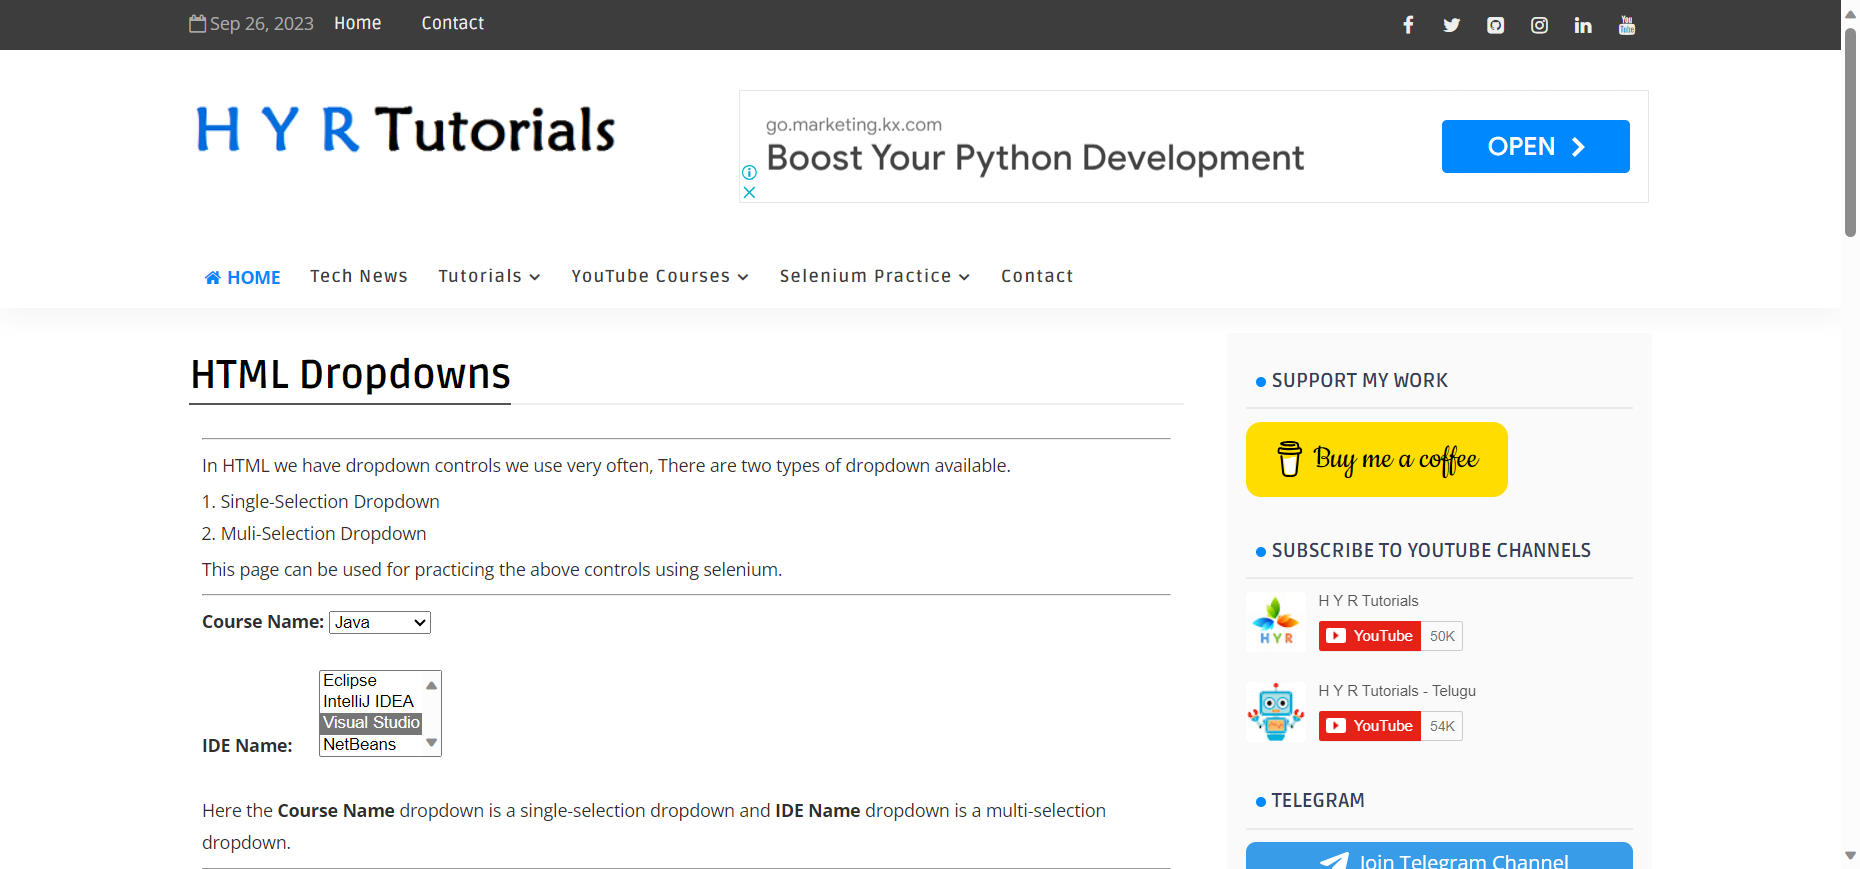 Sep 26, 2023 Home Contact
H Y R Tutorials
go.marketing.kx.com
Boost Your Python Development
OPEN
HOME Tech News Tutorials YouTube Courses Selenium Practice Contact
HTML Dropdowns
In HTML we have dropdown controls we use very often, There are two types of dropdown available.
1. Single-Selection Dropdown
2. Muli-Selection Dropdown
This page can be used for practicing the above controls using selenium.
Course Name: Java
Eclipse
IntelliJ IDEA
Visual Studio
NetBeans
IDE Name:
Here the Course Name dropdown is a single-selection dropdown and IDE Name dropdown is a multi-selection
dropdown.
SUPPORT MY WORK
Buy me a coffee
SUBSCRIBE TO YOUTUBE CHANNELS
H Y R Tutorials
HYR
YouTube 50K
H Y R Tutorials - Telugu
YouTube 54K
TELEGRAM
Join Telegram Channel